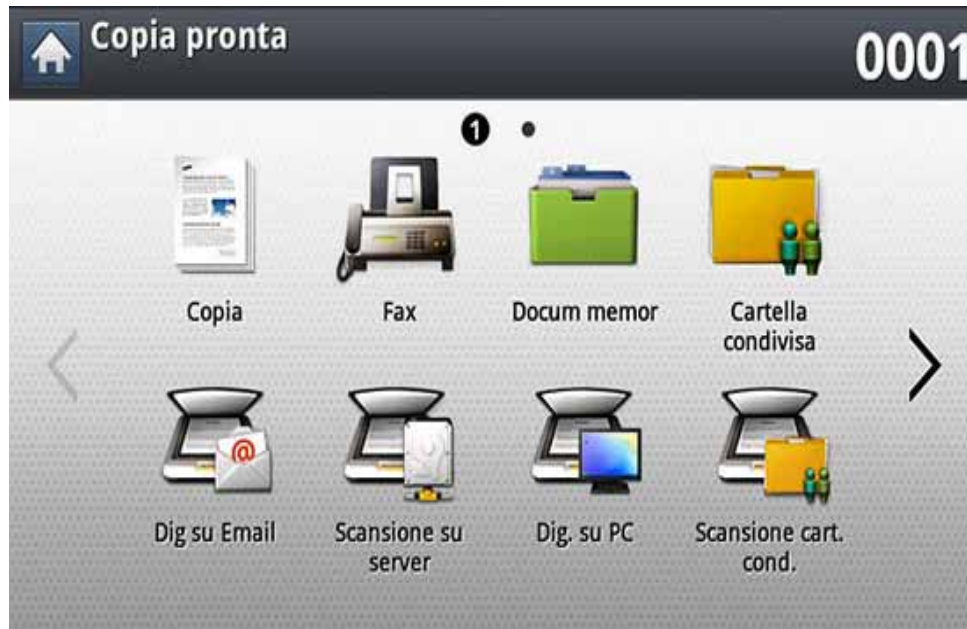 Copia pronta
0001
1
Copia
Fax
Docum memor
Cartella
condivisa
@
Dig su Email
Scansione su
server
Dig. su PC
Scansione cart.
cond.